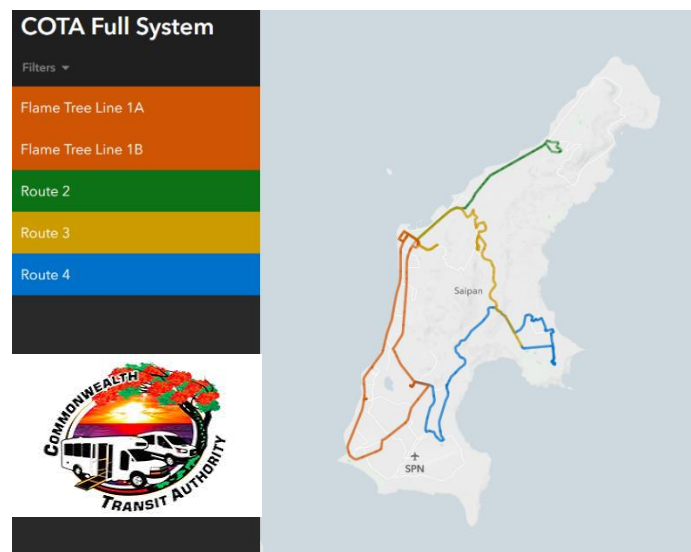 COTA Full System
Filters
Flame Tree Line 1A
Flame Tree Line 1B
Route 2
Route 3
Route 4
COMMONWEALTH
TRANSIT AUTHORITY
Saipan
SPN